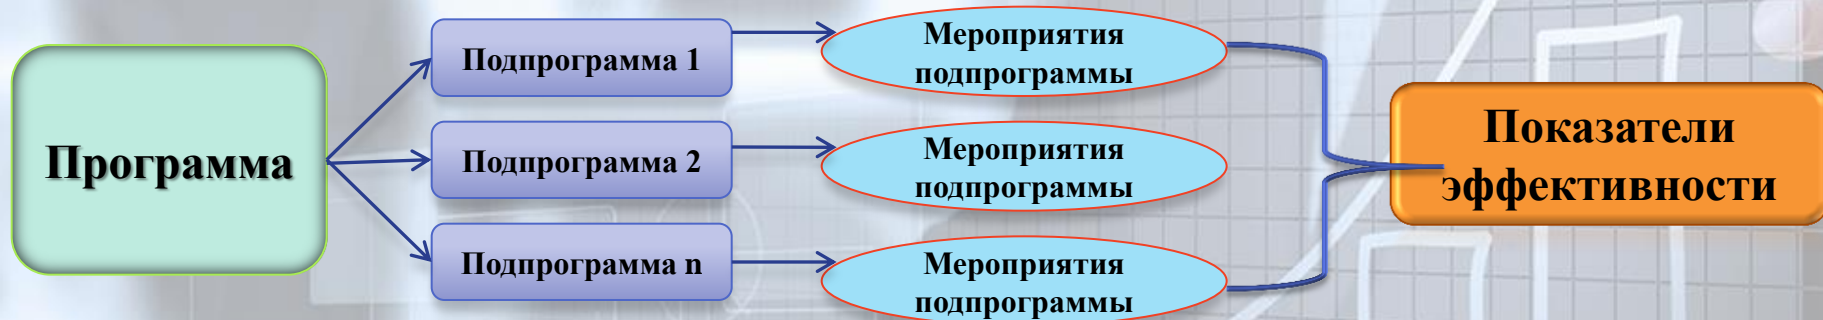 Программа
Подпрограмма 1
Подпрограмма 2
Подпрограмма n
Мероприятия
подпрограммы
Мероприятия
подпрограммы
Мероприятия
подпрограммы
Показатели
эффективности